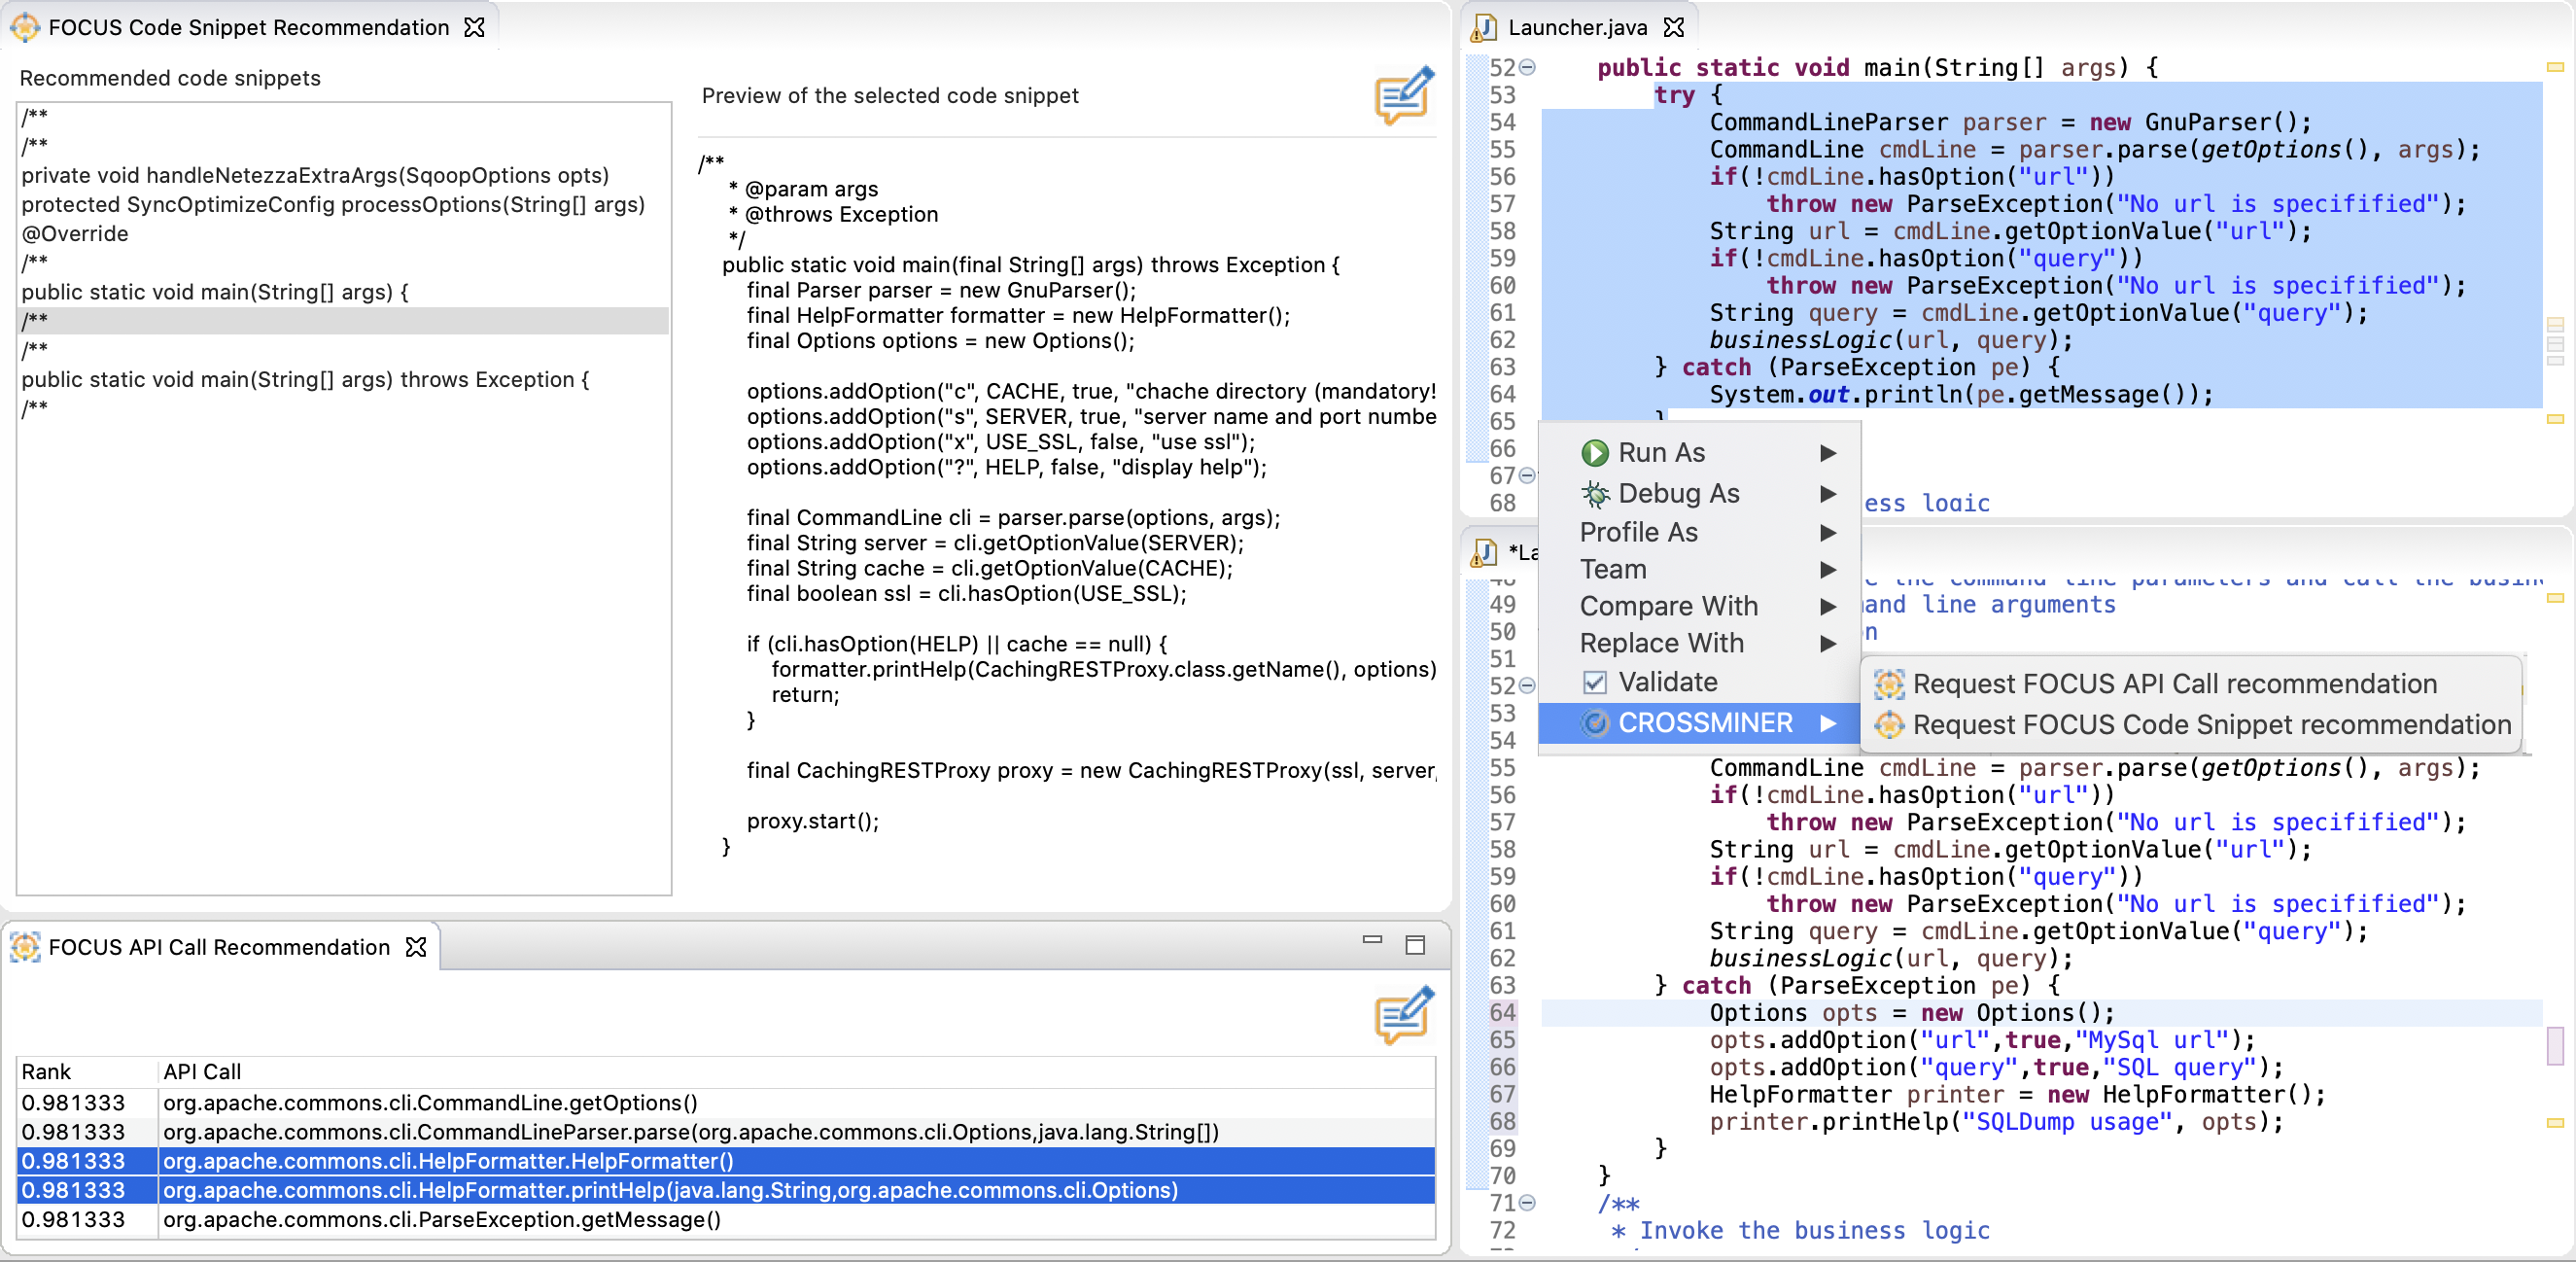 FOCUS Code Snippet Recommendation
Recommended code snippets
/**
/**
private void handleNetezzaExtraArgs(SqoopOptions opts)
protected SyncOptimizeConfig processOptions(String[] args)
@Override
/**
public static void main(String[] args) {
/**
/**
public static void main(String[] args) throws Exception {
/**
Preview of the selected code snippet
/**
* @param args
* @throws Exception
*/
public static void main(final String[] args) throws Exception {
final Parser parser = new GnuParser();
final HelpFormatter formatter = new HelpFormatter();
final Options options = new Options();
options.addOption("c", CACHE, true, "chache directory (mandatory!
options.addOption("s", SERVER, true, "server name and port numbe
options.addOption("x", USE_SSL, false, "use ssl");
options.addOption("?", HELP, false, "display help");
final CommandLine cli = parser.parse(options, args);
final String server = cli.getOptionValue(SERVER);
final String cache = cli.getOptionValue(CACHE);
final boolean ssl = cli.hasOption(USE_SSL);
if (cli.hasOption(HELP) || cache == null) {
formatter.printHelp(CachingRESTProxy.class.getName(), options)
return;
}
final CachingRESTProxy proxy = new CachingRESTProxy(ssl, server,
proxy.start();
}
FOCUS API Call Recommendation
Rank API Call
0.981333 org.apache.commons.cli.CommandLine.getOptions()
0.981333 org.apache.commons.cli.CommandLineParser.parse(org.apache.commons.cli.Options,java.lang.String[])
0.981333 org.apache.commons.cli.HelpFormatter.HelpFormatter()
0.981333 org.apache.commons.cli.HelpFormatter.printHelp(java.lang.String,org.apache.commons.cli.Options)
0.981333 org.apache.commons.cli.ParseException.getMessage()
Launcher.java
52 public static void main(String[] args) {
53 try {
54 CommandLineParser parser = new GnuParser();
55 CommandLine cmdLine = parser.parse(getOptions(), args);
56 if(!cmdLine.hasOption("url"))
57 throw new ParseException("No url is specifified");
58 String url = cmdLine.getOptionValue("url");
59 if(!cmdLine.hasOption("query"))
60 throw new ParseException("No url is specifified");
61 String query = cmdLine.getOptionValue("query");
62 businessLogic(url, query);
63 } catch (ParseException pe) {
64 System.out.println(pe.getMessage());
65 }
66
67
68 ess logic
Run As
Debug As
Profile As
Team
Compare With
Replace With
Validate
CROSSMINER
Request FOCUS API Call recommendation
Request FOCUS Code Snippet recommendation
*La
48 e the command line parameters and call the busin
49 and line arguments
50 n
51
52
53
54
55 CommandLine cmdLine = parser.parse(getOptions(), args);
56 if(!cmdLine.hasOption("url"))
57 throw new ParseException("No url is specifified");
58 String url = cmdLine.getOptionValue("url");
59 if(!cmdLine.hasOption("query"))
60 throw new ParseException("No url is specifified");
61 String query = cmdLine.getOptionValue("query");
62 businessLogic(url, query);
63 } catch (ParseException pe) {
64 Options opts = new Options();
65 opts.addOption("url",true,"MySql url");
66 opts.addOption("query",true,"SQL query");
67 HelpFormatter printer = new HelpFormatter();
68 printer.printHelp("SQLDump usage", opts);
69 }
70 }
71 /**
72 * Invoke the business logic